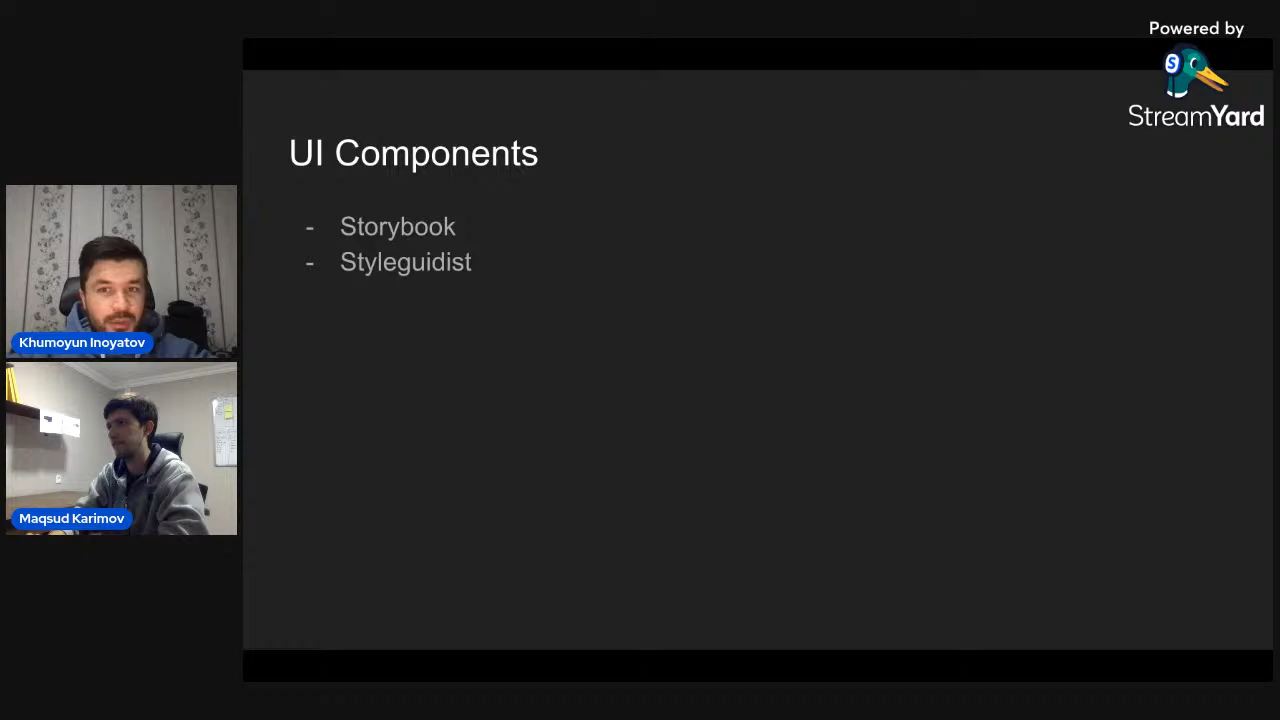 Powered by
S
StreamYard
UI Components
- Storybook
- Styleguidist
Khumoyun Inoyatov
Maqsud Karimov